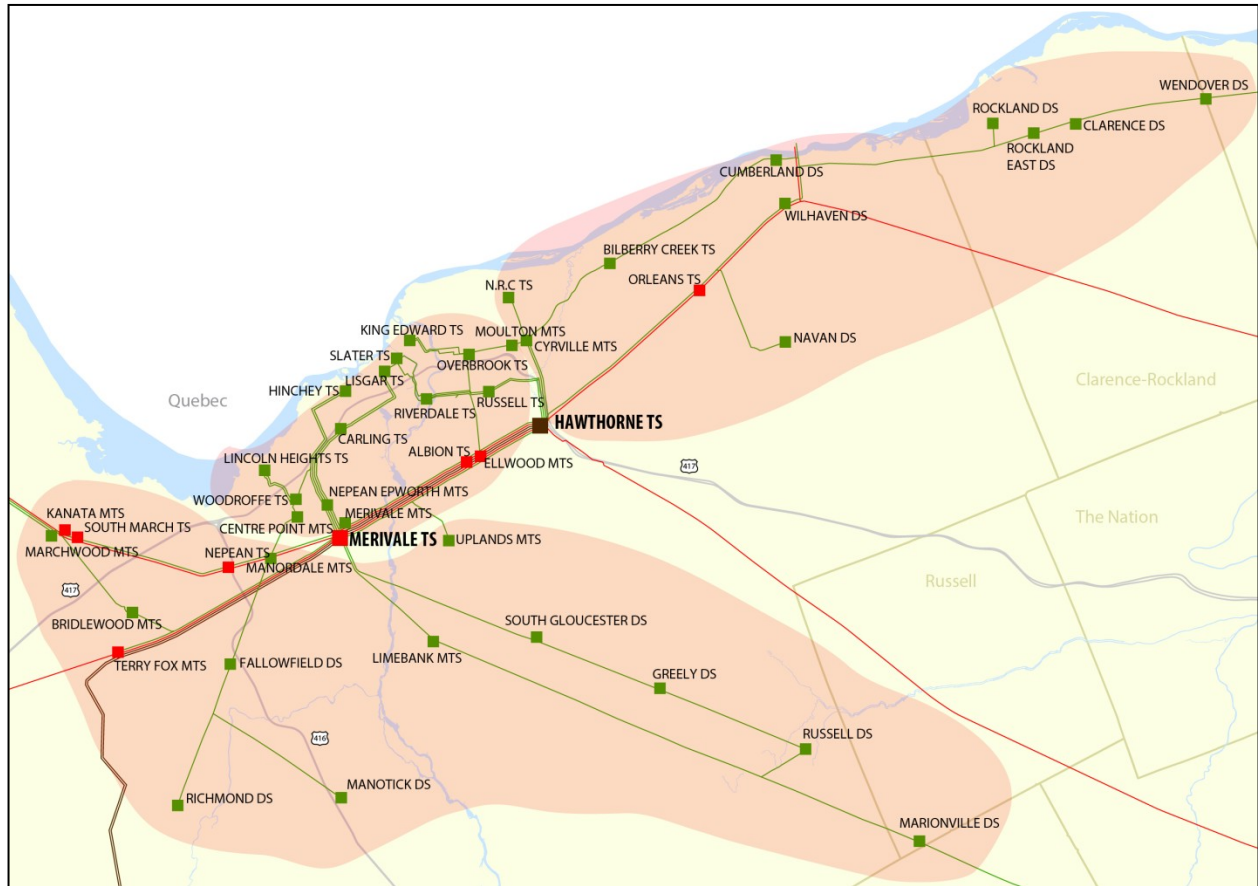 WENDOVER DS
ROCKLAND DS
CLARENCE DS
ROCKLAND
EAST DS
CUMBERLAND DS
WILHAVEN DS
BILBERRY CREEK TS
ORLEANS TS
N.R.C TS
KING EDWARD TS
MOULTON MTS
CYRVILLE MTS
NAVAN DS
SLATER TS
OVERBROOK TS
LISGAR TS
Clarence-Rockland
HINCHEY TS
Quebec
RIVERDALE TS
RUSSELL TS
HAWTHORNE TS
CARLING TS
ALBION TS
ELLWOOD MTS
417
LINCOLN HEIGHTS TS
NEPEAN EPWORTH MTS
WOODROFFE TS
KANATA MTS
SOUTH MARCH TS
CENTRE POINT MTS
MERIVALE MTS
The Nation
MARCHWOOD MTS
NEPEAN TS
MERIVALE TS
UPLANDS MTS
MANORDALE MTS
Russell
417
BRIDLEWOOD MTS
SOUTH GLOUCESTER DS
TERRY FOX MTS
FALLOWFIELD DS
LIMEBANK MTS
GREELY DS
RUSSELL DS
416
MANOTICK DS
RICHMOND DS
MARIONVILLE DS